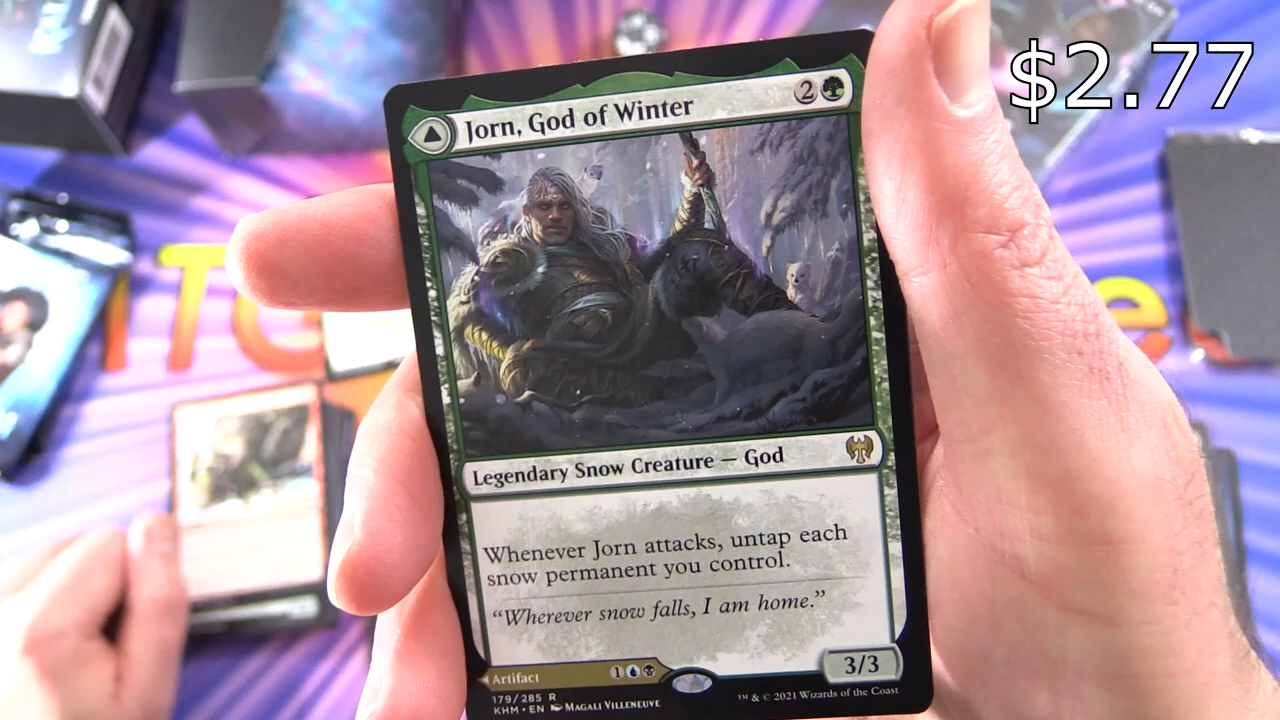 $2.77
Jorn, God of Winter 2
Legendary Snow Creature — God
Whenever Jorn attacks, untap each
snow permanent you control.
“Wherever snow falls, I am home.”
3/3
Artifact 1
179/285 R
KHM • EN MAGALI VILLENEUVE
™ & © 2021 Wizards of the Coast